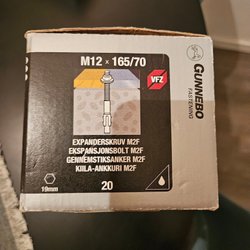 M12 x 165/70
VFZ
GUNNEBO
FASTENING
EXPANDERSKRUV M2F
EKSPANSJONSBOLT M2F
GENNEMSTIKSANKER M2F
KIILA-ANKKURI M2F
19mm
20